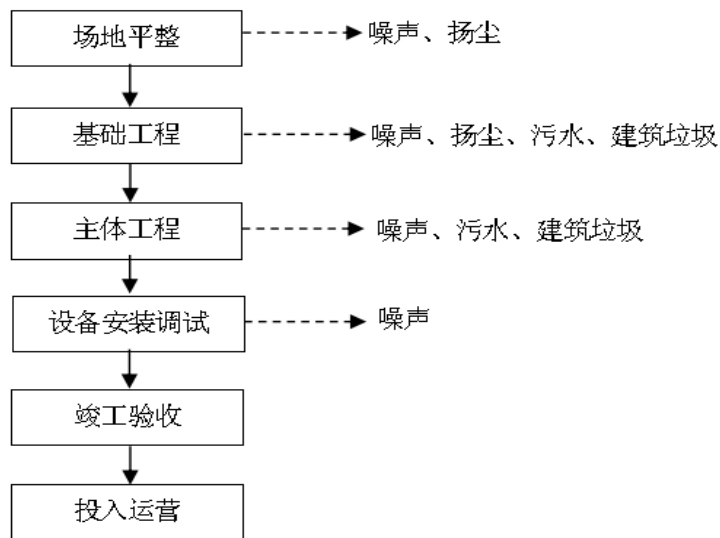 场地平整
噪声、扬尘
基础工程
噪声、扬尘、污水、建筑垃圾
主体工程
噪声、污水、建筑垃圾
设备安装调试
噪声
竣工验收
投入运营